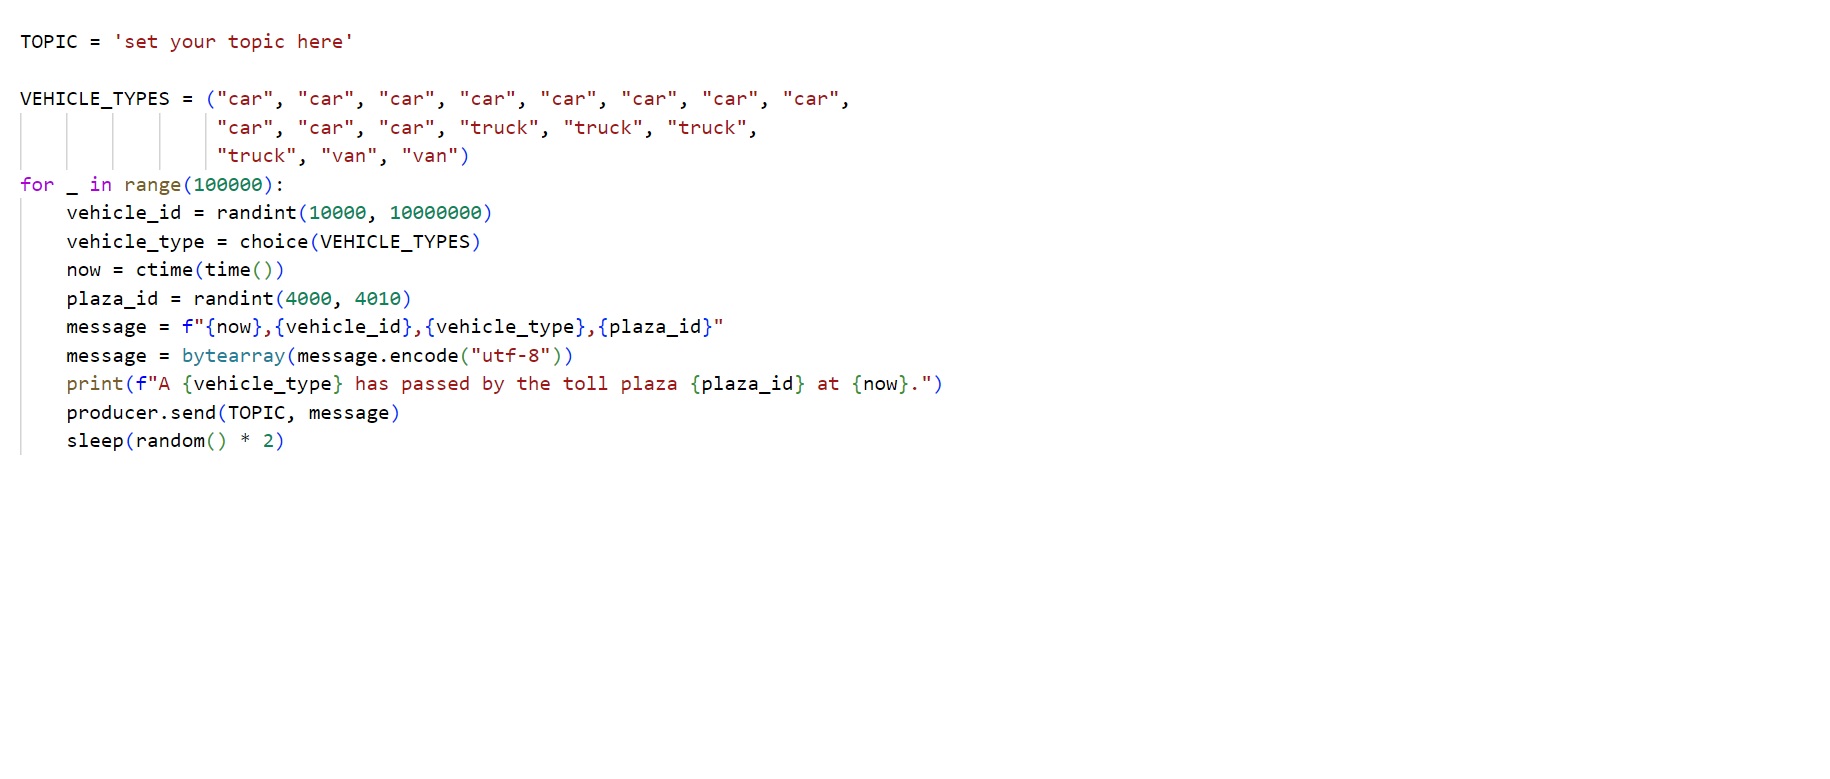 TOPIC = 'set your topic here'
VEHICLE_TYPES = ("car", "car", "car", "car", "car", "car", "car", "car",
"car", "car", "car", "truck", "truck", "truck",
"truck", "van", "van")
for _ in range(100000):
vehicle_id = randint(10000, 10000000)
vehicle_type = choice(VEHICLE_TYPES)
now = ctime(time())
plaza_id = randint(4000, 4010)
message = f"{now},{vehicle_id},{vehicle_type},{plaza_id}"
message = bytearray(message.encode("utf-8"))
print(f"A {vehicle_type} has passed by the toll plaza {plaza_id} at {now}.")
producer.send(TOPIC, message)
sleep(random() * 2)